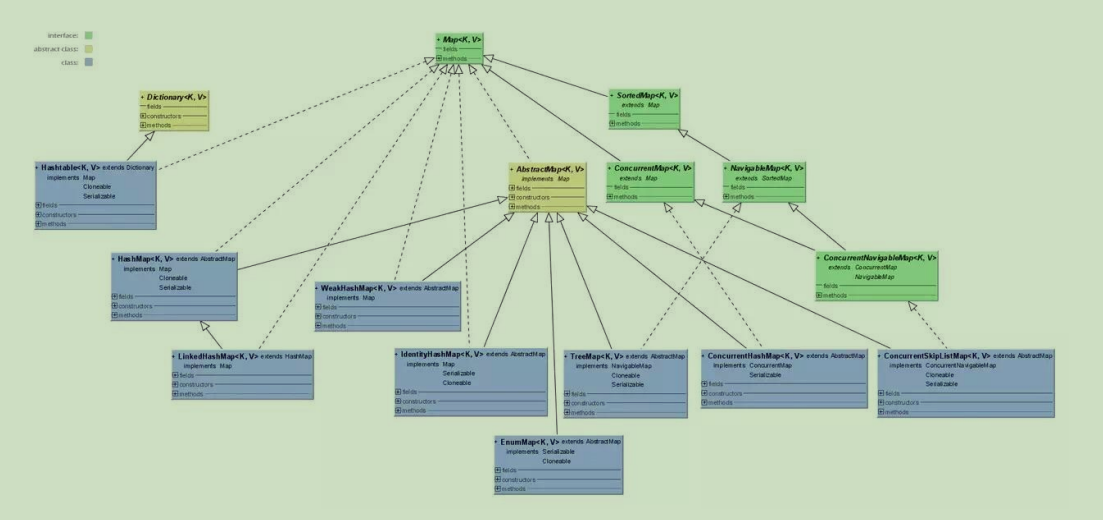 interface:
abstract class:
class:
Map<K, V>
fields
methods
Dictionary<K, V>
fields
constructors
methods
SortedMap<K, V>
extends Map
fields
methods
Hashtable<K, V> extends Dictionary
implements Map
Cloneable
Serializable
fields
constructors
methods
AbstractMap<K, V>
implements Map
fields
constructors
methods
ConcurrentMap<K, V>
extends Map
fields
methods
NavigableMap<K, V>
extends SortedMap
fields
methods
HashMap<K, V> extends AbstractMap
implements Map
Cloneable
Serializable
fields
constructors
methods
WeakHashMap<K, V> extends AbstractMap
implements Map
fields
constructors
methods
ConcurrentNavigableMap<K, V>
extends ConcurrentMap
NavigableMap
fields
methods
LinkedHashMap<K, V> extends HashMap
implements Map
fields
constructors
methods
IdentityHashMap<K, V> extends AbstractMap
implements Map
Serializable
Cloneable
fields
constructors
methods
TreeMap<K, V> extends AbstractMap
implements NavigableMap
Cloneable
Serializable
fields
constructors
methods
ConcurrentHashMap<K, V> extends AbstractMap
implements ConcurrentMap
Serializable
fields
constructors
methods
ConcurrentSkipListMap<K, V> extends AbstractMap
implements ConcurrentNavigableMap
Cloneable
Serializable
fields
constructors
methods
EnumMap<K, V> extends AbstractMap
implements Serializable
Cloneable
fields
constructors
methods